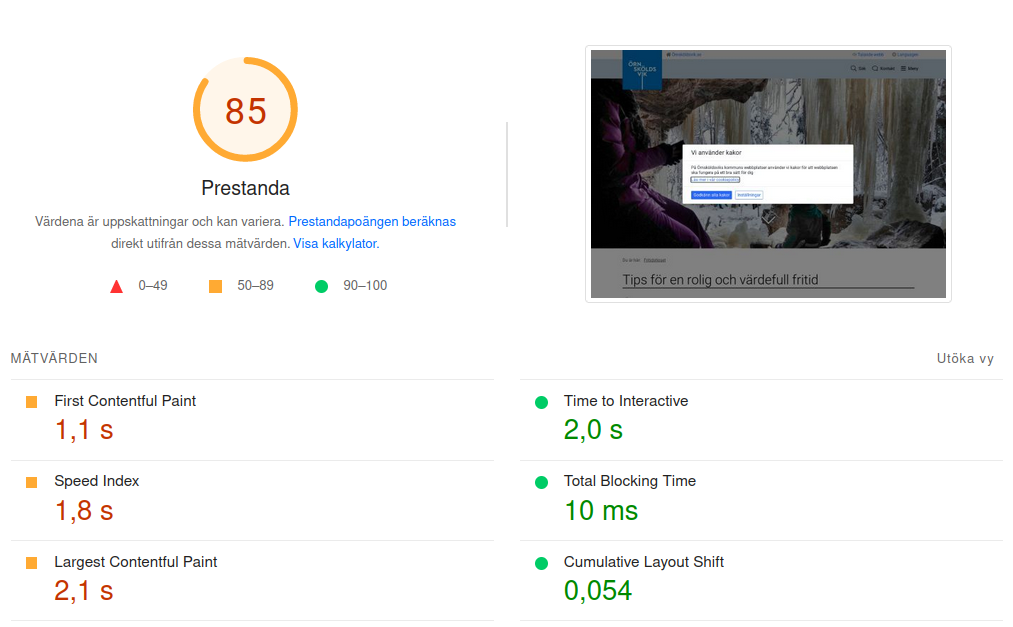 85
Prestanda
Värdena är uppskattningar och kan variera. Prestandapoängen beräknas
direkt utifrån dessa mätvärden. Visa kalkylator.
0–49
50–89
90–100
ÖRN
SKÖLDS
VIK
Sök
Kontakt
Meny
Vi använder kakor
På Örnsköldsviks kommuns webbplatser använder vi kakor för att webbplatsen
ska fungera på ett bra sätt för dig.
Godkänn alla kakor
Inställningar
Du är här:
Tips för en rolig och värdefull fritid
MÄTVÄRDEN
Utöka vy
First Contentful Paint
1,1 s
Time to Interactive
2,0 s
Speed Index
1,8 s
Total Blocking Time
10 ms
Largest Contentful Paint
2,1 s
Cumulative Layout Shift
0,054